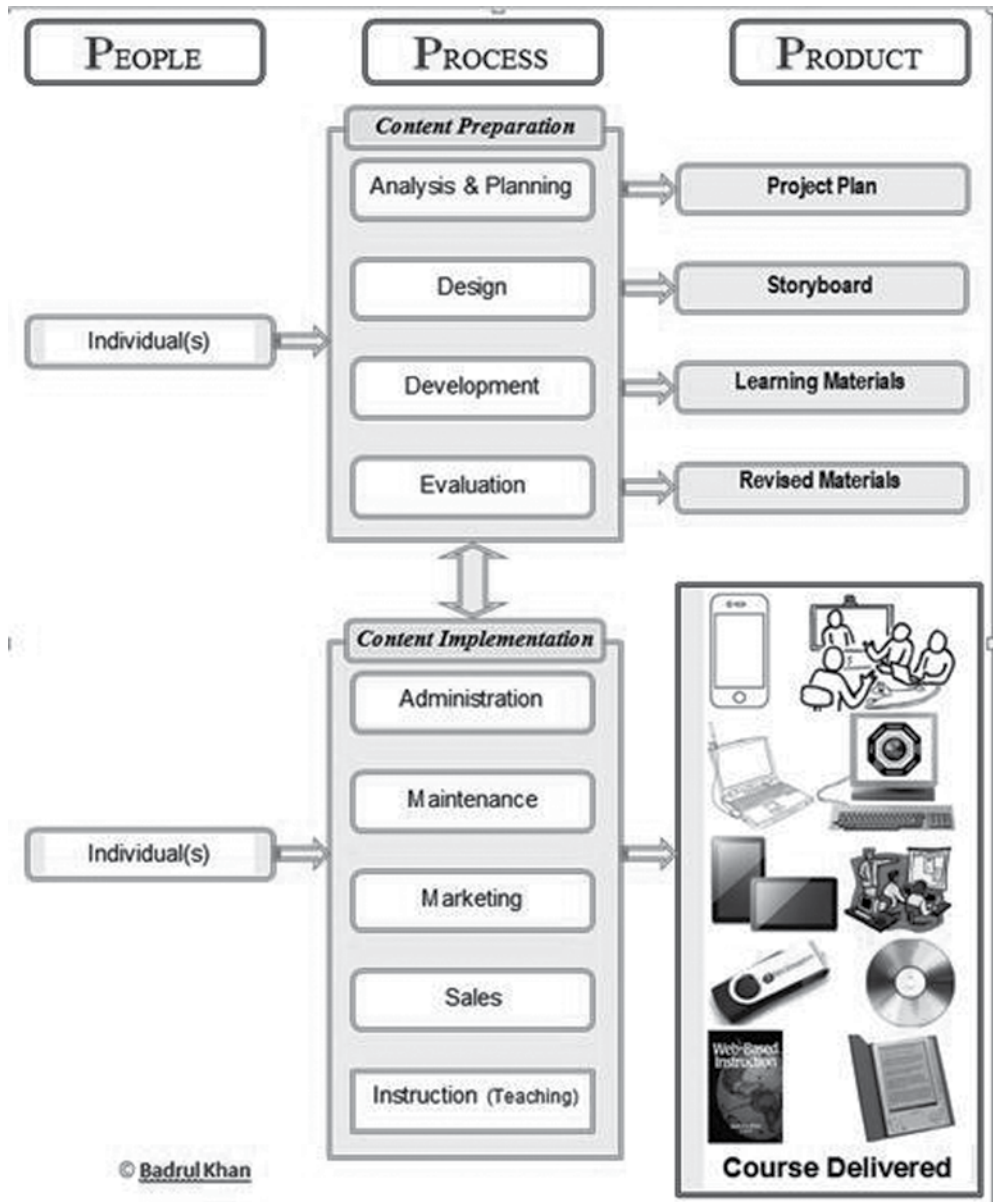 PEOPLE
PROCESS
PRODUCT
Content Preparation
Analysis & Planning
Project Plan
Design
Storyboard
Individual(s)
Development
Learning Materials
Evaluation
Revised Materials
Content Implementation
Administration
Maintenance
Individual(s)
Marketing
Sales
Web-Based
Instruction
Instruction (Teaching)
© Badrul Khan
Course Delivered